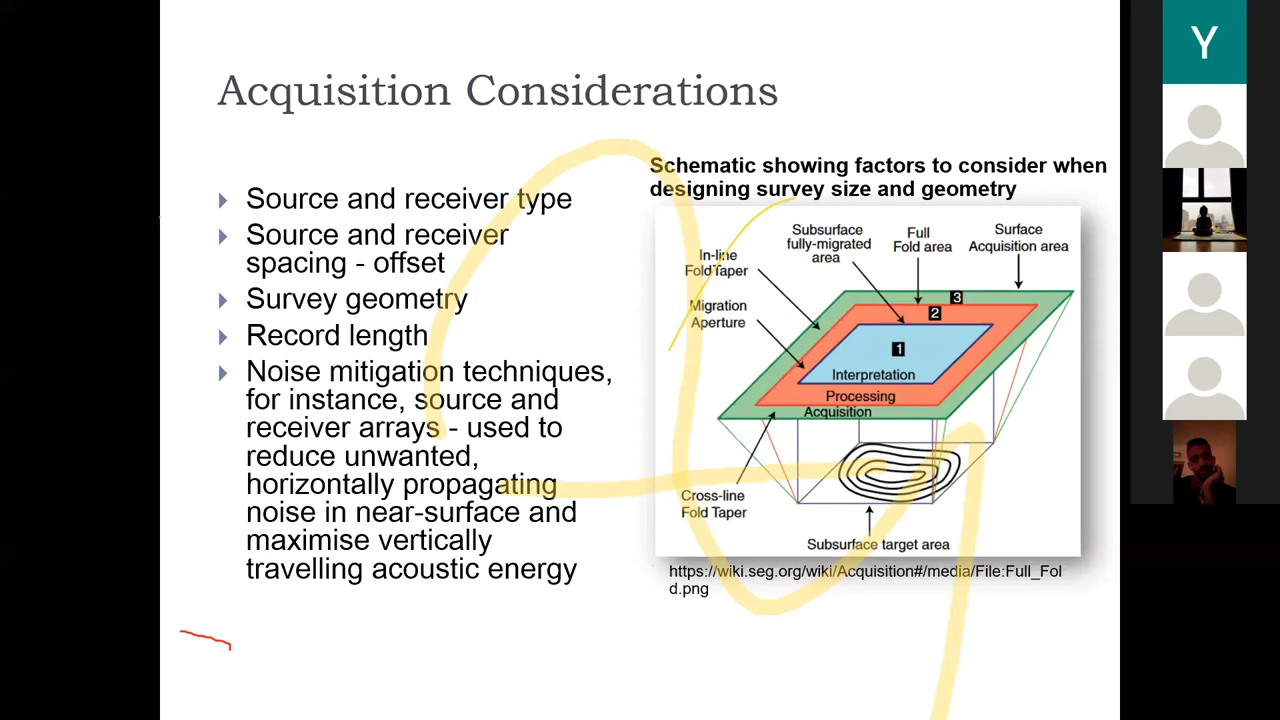 Acquisition Considerations
Source and receiver type
Source and receiver
spacing - offset
Survey geometry
Record length
Noise mitigation techniques,
for instance, source and
receiver arrays - used to
reduce unwanted,
horizontally propagating
noise in near-surface and
maximise vertically
travelling acoustic energy
Schematic showing factors to consider when
designing survey size and geometry
In-line
Fold Taper
Subsurface
fully-migrated
area
Full
Fold area
Surface
Acquisition area
Migration
Aperture
3
2
1
Interpretation
Processing
Acquisition
Cross-line
Fold Taper
Subsurface target area
https://wiki.seg.org/wiki/Acquisition#/media/File:Full_Fol
d.png
Y